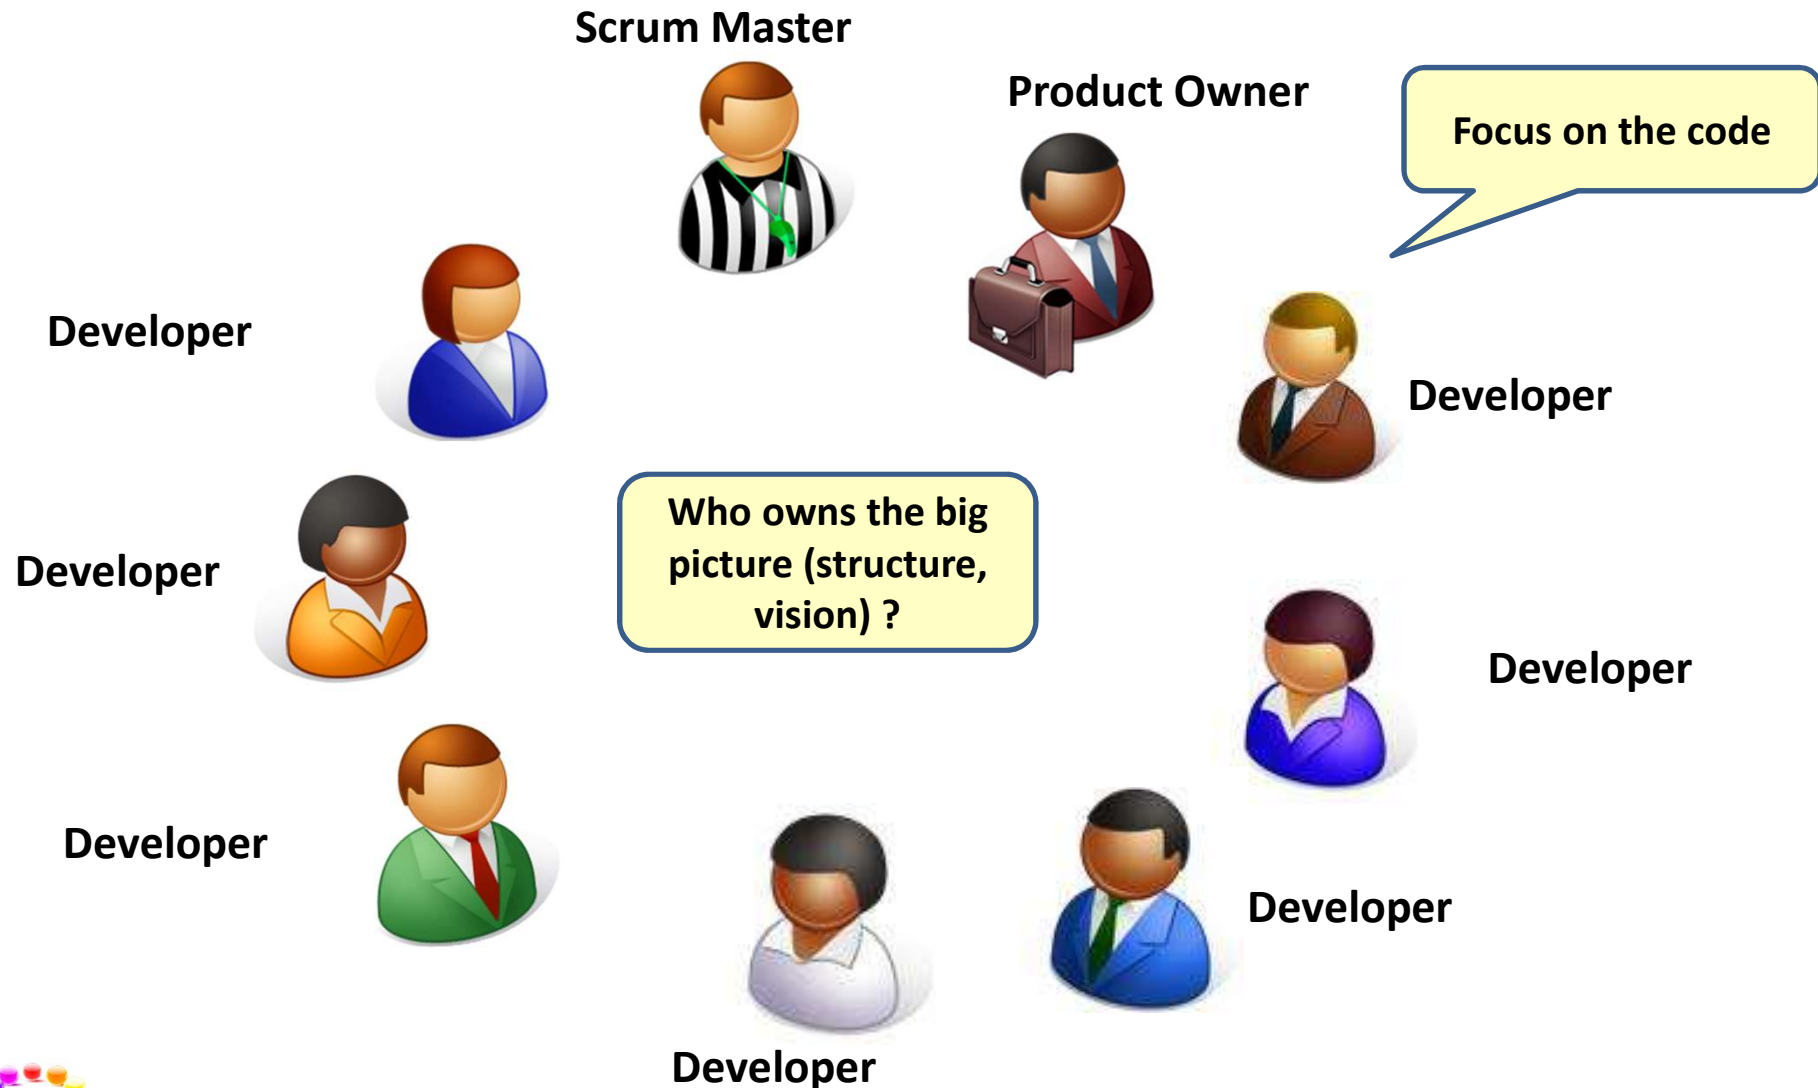 Scrum Master
Product Owner
Focus on the code
Developer
Developer
Who owns the big
picture (structure,
vision) ?
Developer
Developer
Developer
Developer
Developer